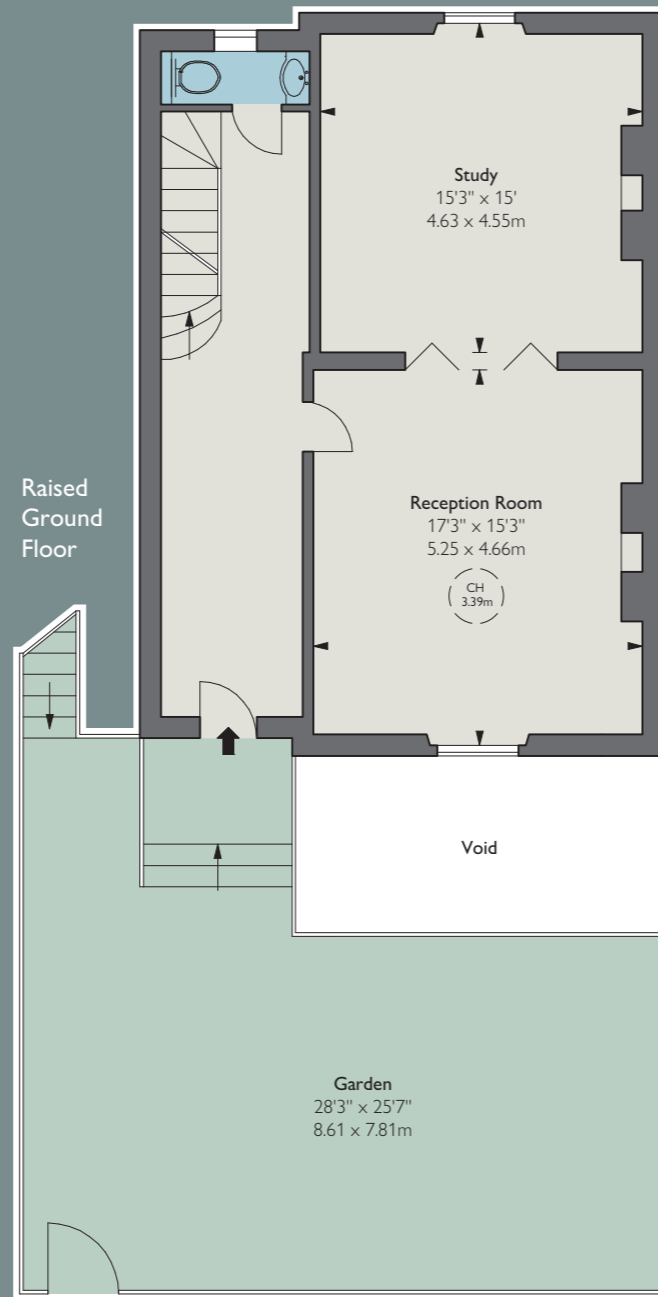 Study
15'3" x 15'
4.63 x 4.55m
Raised
Ground
Floor
Reception Room
17'3" x 15'3"
5.25 x 4.66m
CH
3.39m
Void
Garden
28'3" x 25'7"
8.61 x 7.81m